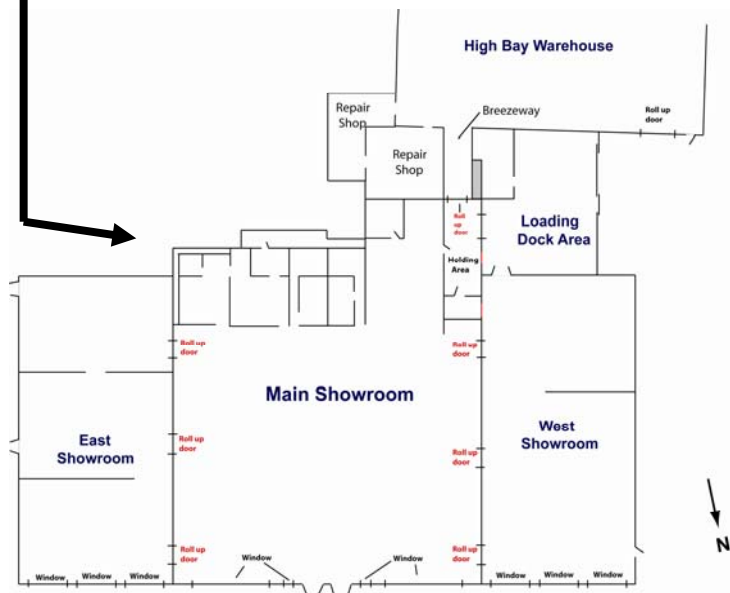 High Bay Warehouse
Repair
Shop
Breezeway
Roll up
door
Repair
Shop
Roll
up
door
Loading
Dock Area
Holding
Area
Roll up
door
Roll up
door
Main Showroom
East
Showroom
Roll up
door
Roll up
door
West
Showroom
Roll up
door
Window
Window
Roll up
door
N
Window
Window
Window
Window
Window
Window